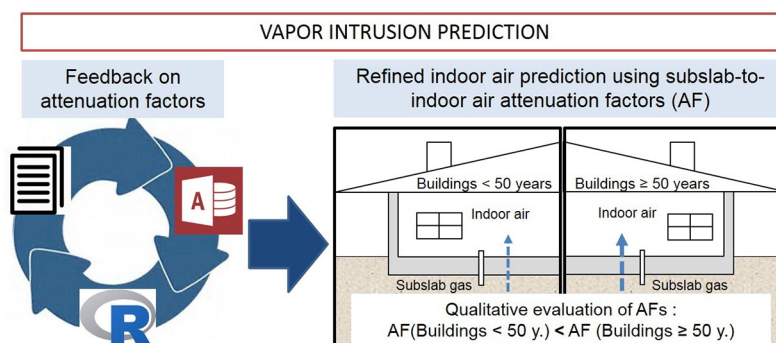 VAPOR INTRUSION PREDICTION
Feedback on
attenuation factors
A
R
Refined indoor air prediction using subslab-to-
indoor air attenuation factors (AF)
Buildings < 50 years
Indoor air
Subslab gas
Buildings ≥ 50 years
Indoor air
Subslab gas
Qualitative evaluation of AFs :
AF(Buildings < 50 y.) < AF (Buildings ≥ 50 y.)